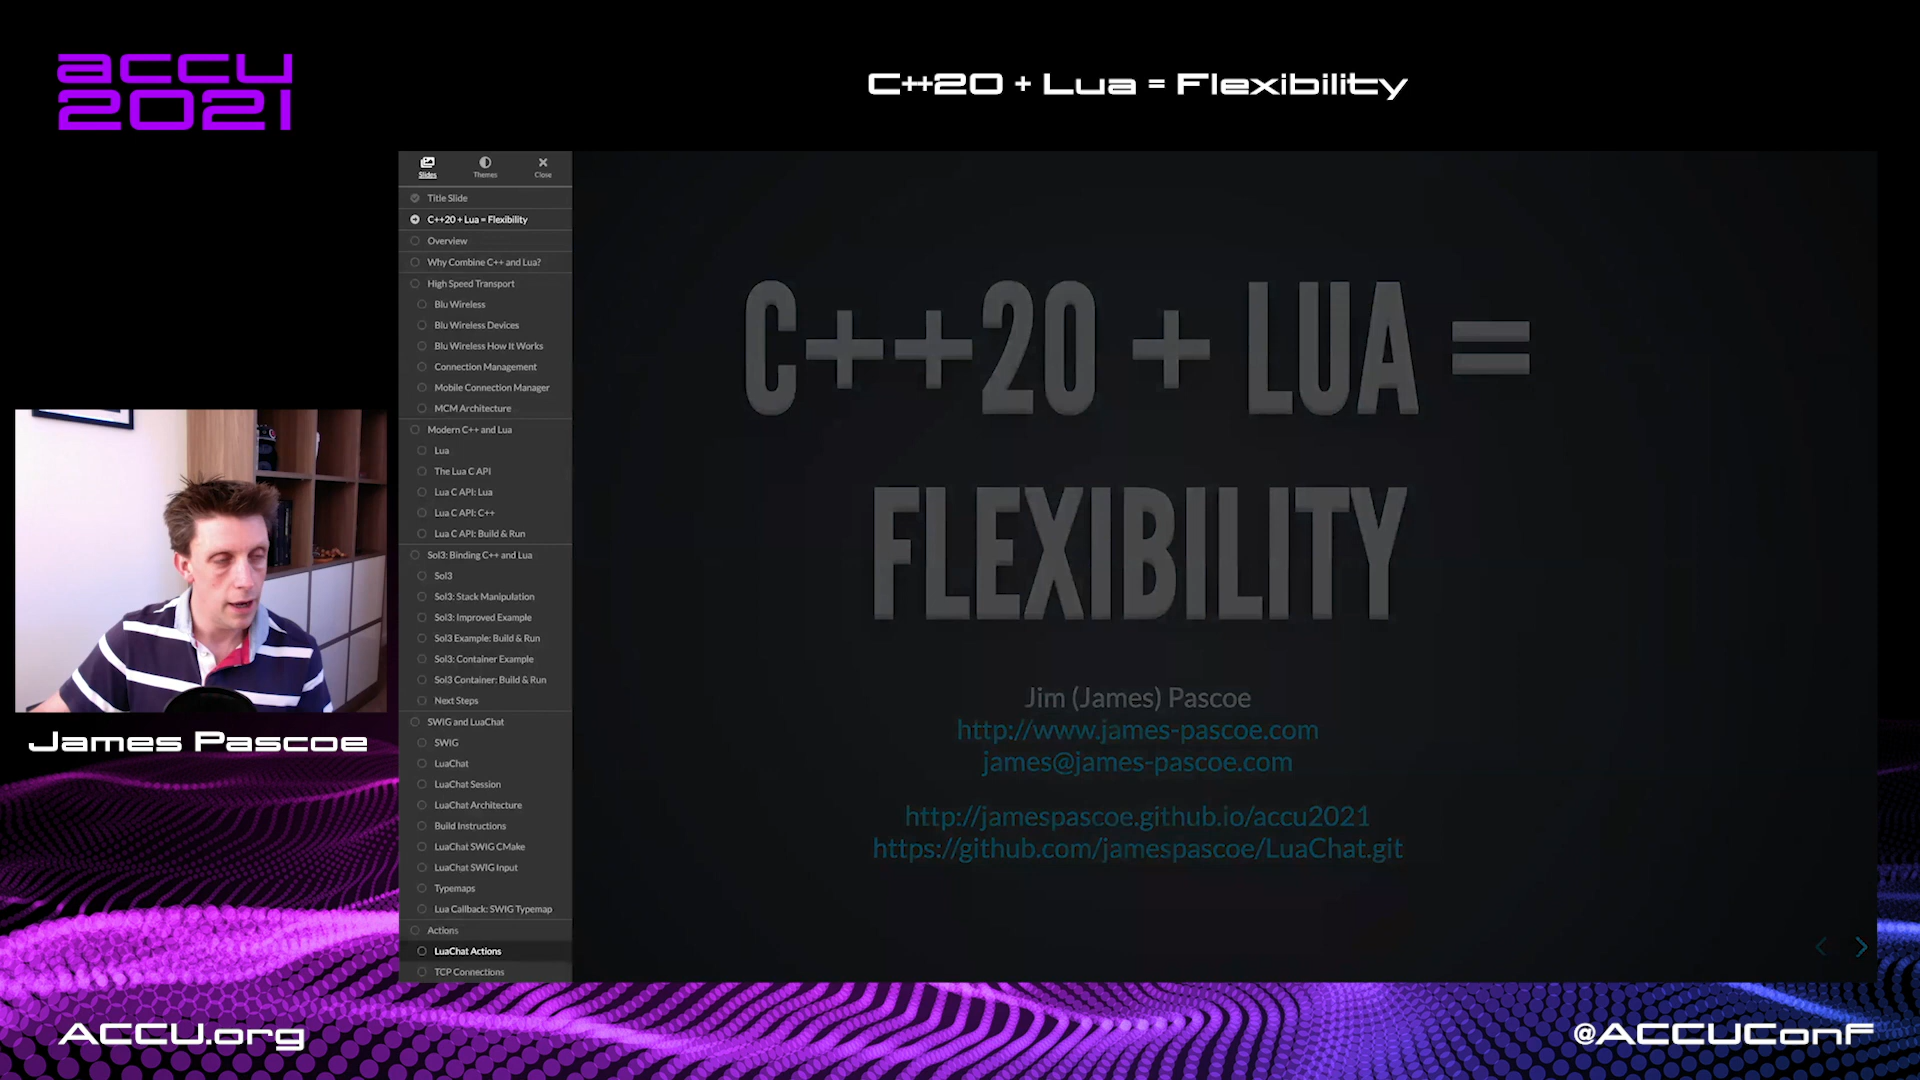 accu
2021
C++20 + Lua = Flexibility
Slides
Themes
Close
Title Slide
C++20 + Lua = Flexibility
Overview
Why Combine C++ and Lua?
High Speed Transport
Blu Wireless
Blu Wireless Devices
Blu Wireless How It Works
Connection Management
Mobile Connection Manager
MCM Architecture
Modern C++ and Lua
Lua
The Lua C API
Lua C API: Lua
Lua C API: C++
Lua C API: Build & Run
Sol3: Binding C++ and Lua
Sol3
Sol3: Stack Manipulation
Sol3: Improved Example
Sol3 Example: Build & Run
Sol3: Container Example
Sol3 Container: Build & Run
Next Steps
SWIG and LuaChat
SWIG
LuaChat
LuaChat Session
LuaChat Architecture
Build Instructions
LuaChat SWIG CMake
LuaChat SWIG Input
Typemaps
Lua Callback: SWIG Typemap
Actions
LuaChat Actions
TCP Connections
C++20 + LUA =
FLEXIBILITY
Jim (James) Pascoe
http://www.james-pascoe.com
james@james-pascoe.com
http://jamespascoe.github.io/accu2021
https://github.com/jamespascoe/LuaChat.git
James Pascoe
ACCU.org
@ACCUConf